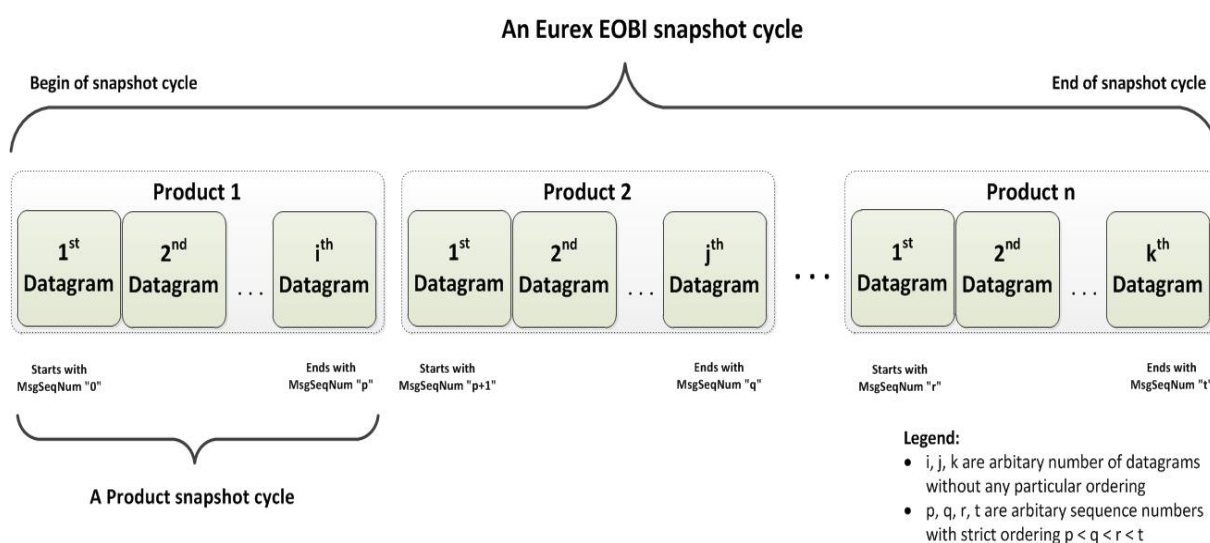 An Eurex EOBI snapshot cycle
Begin of snapshot cycle
End of snapshot cycle
Product 1
1st Datagram
2nd Datagram
...
ith Datagram
Product 2
1st Datagram
2nd Datagram
...
jth Datagram
...
Product n
1st Datagram
2nd Datagram
...
kth Datagram
Starts with
MsgSeqNum "0"
Ends with
MsgSeqNum "p"
Starts with
MsgSeqNum "p+1"
Ends with
MsgSeqNum "q"
Starts with
MsgSeqNum "r"
Ends with
MsgSeqNum "t"
A Product snapshot cycle
Legend:
• i, j, k are arbitary number of datagrams
without any particular ordering
• p, q, r, t are arbitary sequence numbers
with strict ordering p < q < r < t